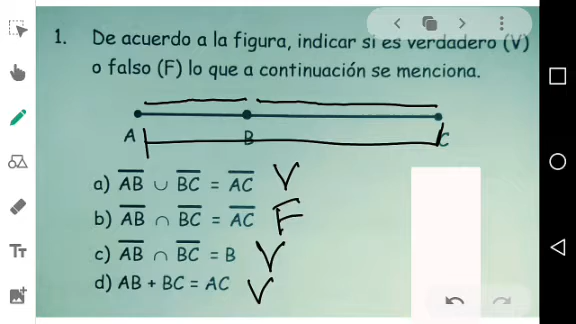 1. De acuerdo a la figura, indicar si es verdadero (V)
o falso (F) lo que a continuación se menciona.
A B C
a) AB ∪ BC = AC V
b) AB ∩ BC = AC F
c) AB ∩ BC = B V
d) AB + BC = AC V
Tt